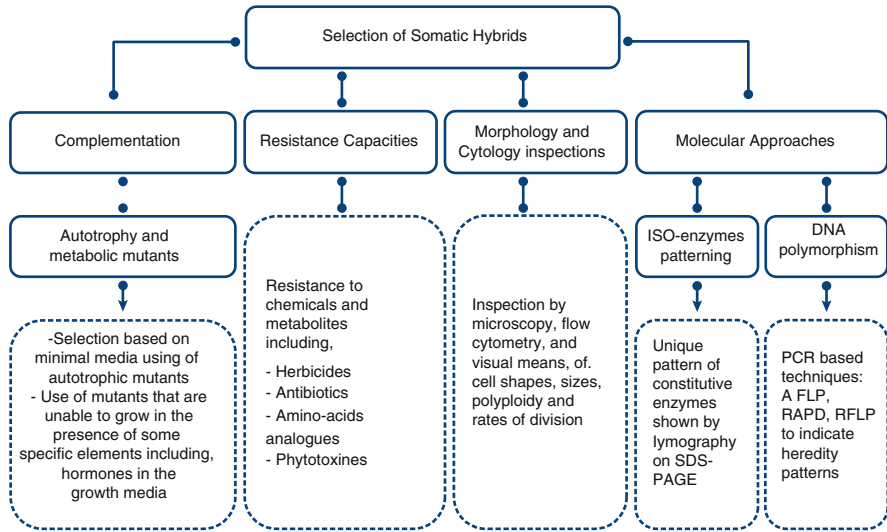 Selection of Somatic Hybrids
Complementation
Resistance Capacities
Morphology and
Cytology inspections
Molecular Approaches
Autotrophy and
metabolic mutants
ISO-enzymes
patterning
DNA
polymorphism
-Selection based on
minimal media using of
autotrophic mutants
- Use of mutants that are
unable to grow in the
presence of some
specific elements including,
hormones in the
growth media
Resistance to
chemicals and
metabolites
including,
- Herbicides
- Antibiotics
- Amino-acids
analogues
- Phytotoxines
Inspection by
microscopy, flow
cytometry, and
visual means, of.
cell shapes, sizes,
polyploidy and
rates of division
Unique
pattern of
constitutive
enzymes
shown by
lymography
on SDS-
PAGE
PCR based
techniques:
A FLP,
RAPD, RFLP
to indicate
heredity
patterns